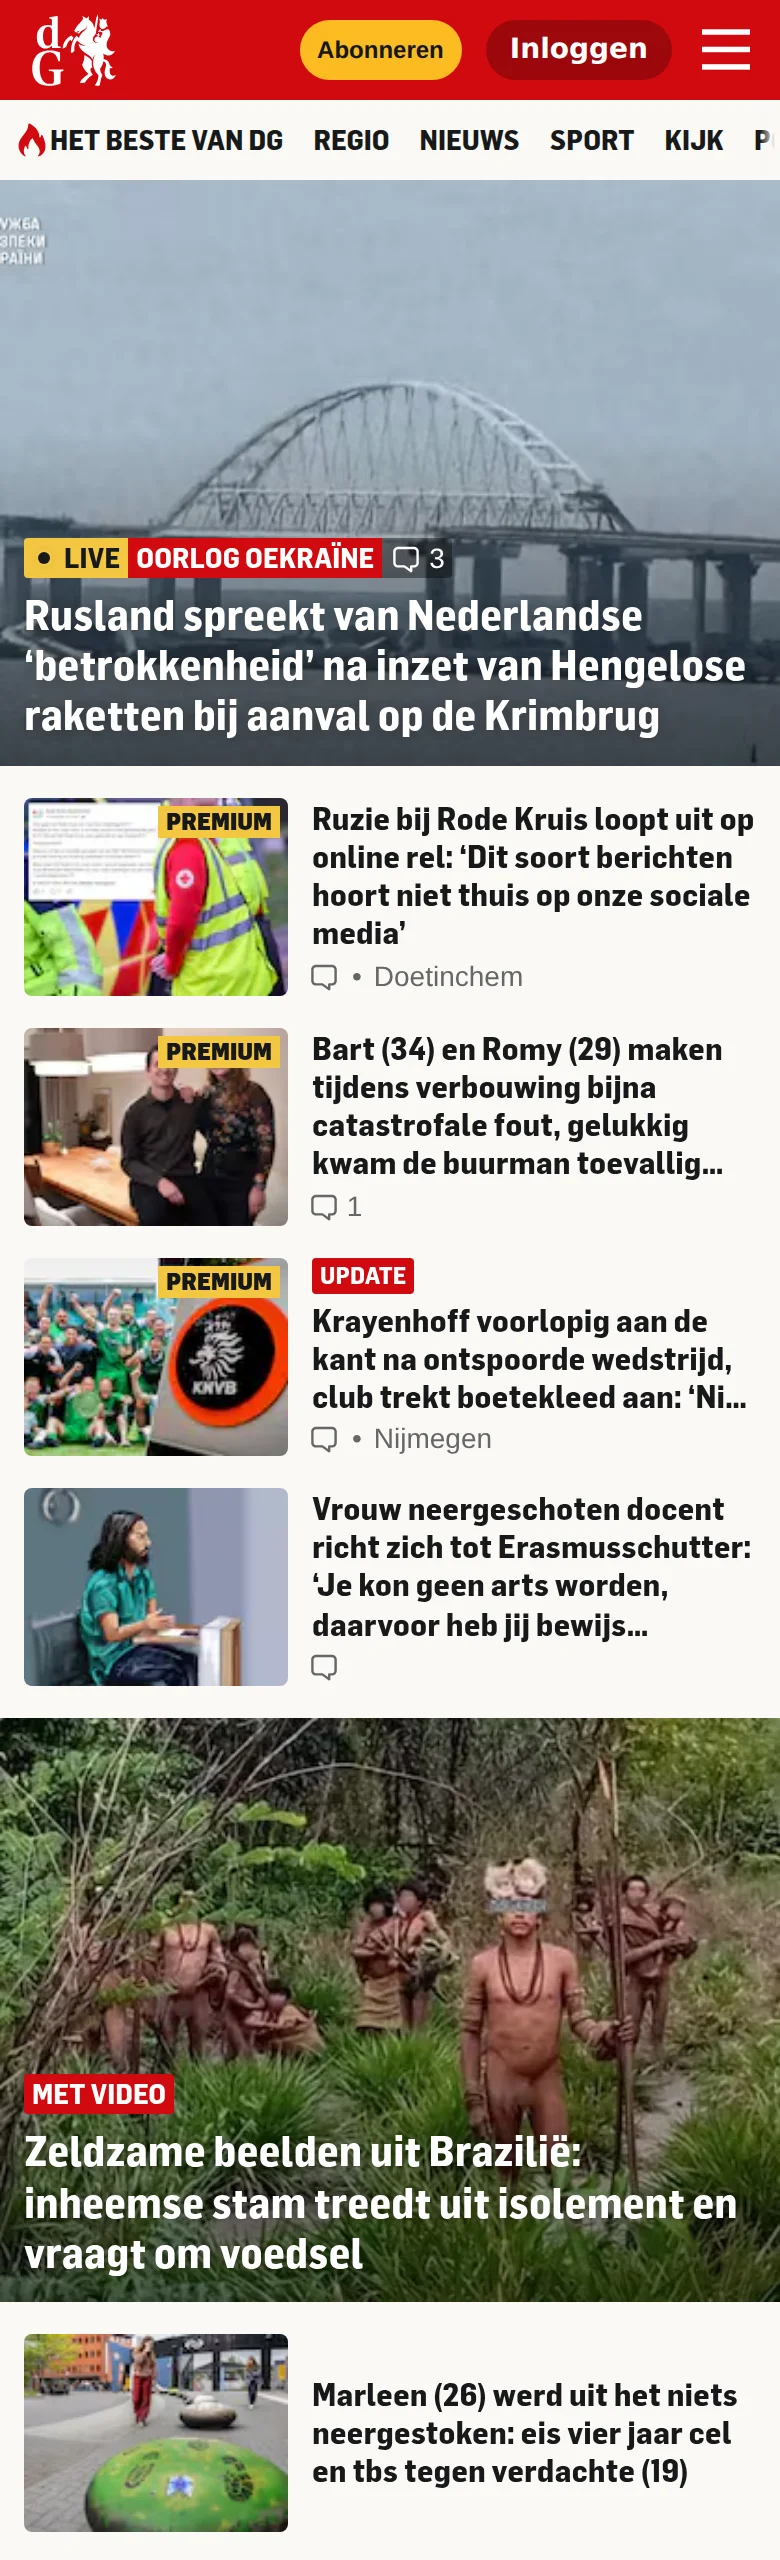 dG
Abonneren
Inloggen
HET BESTE VAN DG
REGIO
NIEUWS
SPORT
KIJK
УЖБА
ЗПЕКИ
РАЇНИ
LIVE OORLOG OEKRAÏNE 3
Rusland spreekt van Nederlandse
‘betrokkenheid’ na inzet van Hengelose
raketten bij aanval op de Krimbrug
PREMIUM
Ruzie bij Rode Kruis loopt uit op
online rel: ‘Dit soort berichten
hoort niet thuis op onze sociale
media’
• Doetinchem
PREMIUM
Bart (34) en Romy (29) maken
tijdens verbouwing bijna
catastrofale fout, gelukkig
kwam de buurman toevallig...
1
PREMIUM
KNVB
UPDATE
Krayenhoff voorlopig aan de
kant na ontspoorde wedstrijd,
club trekt boetekleed aan: ‘Ni...
• Nijmegen
Vrouw neergeschoten docent
richt zich tot Erasmusschutter:
‘Je kon geen arts worden,
daarvoor heb jij bewijs...
MET VIDEO
Zeldzame beelden uit Brazilië:
inheemse stam treedt uit isolement en
vraagt om voedsel
Marleen (26) werd uit het niets
neergestoken: eis vier jaar cel
en tbs tegen verdachte (19)